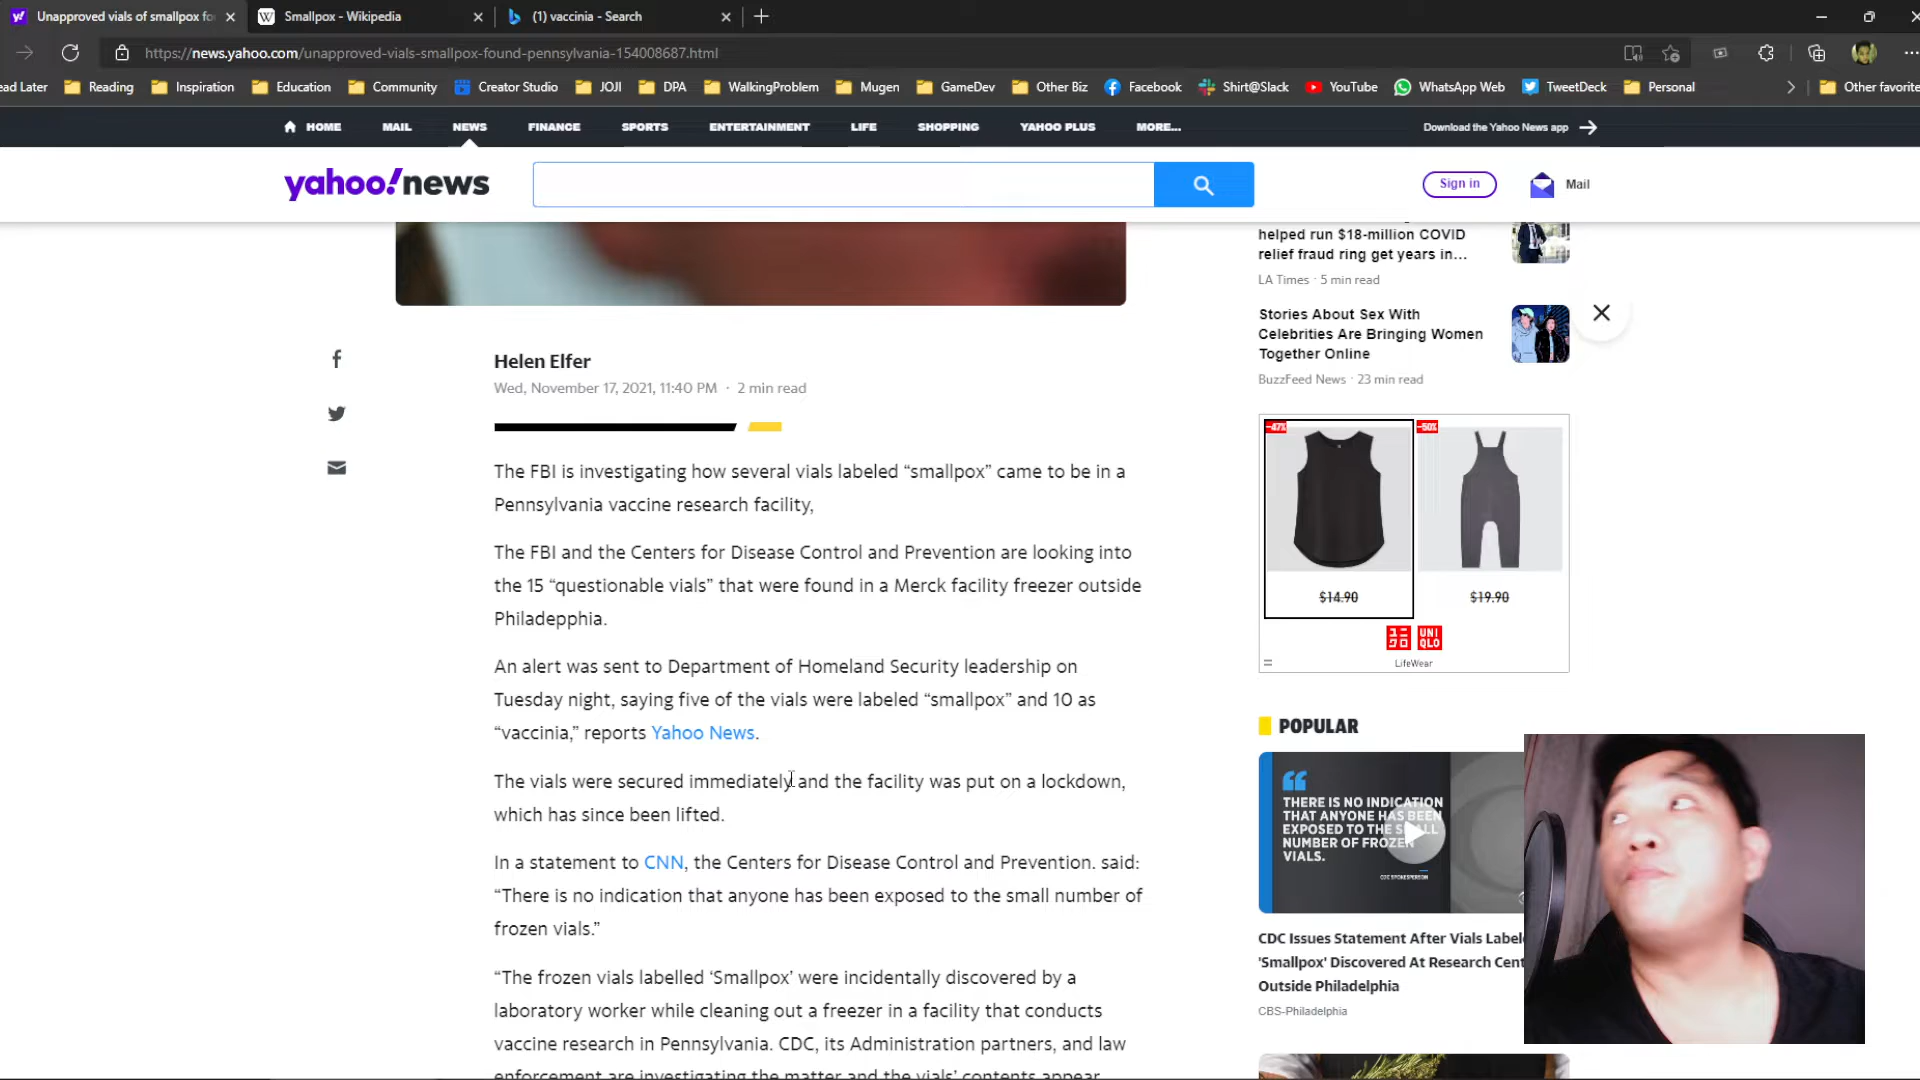 Unapproved vials of smallpox fo
Smallpox - Wikipedia
(1) vaccinia - Search
https://news.yahoo.com/unapproved-vials-smallpox-found-pennsylvania-154008687.html
ead Later
Reading
Inspiration
Education
Community
Creator Studio
JOJI
DPA
WalkingProblem
Mugen
GameDev
Other Biz
Facebook
Shirt@Slack
YouTube
WhatsApp Web
TweetDeck
Personal
Other favorite
HOME
MAIL
NEWS
FINANCE
SPORTS
ENTERTAINMENT
LIFE
SHOPPING
YAHOO PLUS
MORE...
Download the Yahoo News app
yahoo!news
Sign in
Mail
Helen Elfer
Wed, November 17, 2021, 11:40 PM · 2 min read
The FBI is investigating how several vials labeled “smallpox” came to be in a
Pennsylvania vaccine research facility,
The FBI and the Centers for Disease Control and Prevention are looking into
the 15 “questionable vials” that were found in a Merck facility freezer outside
Philadepphia.
An alert was sent to Department of Homeland Security leadership on
Tuesday night, saying five of the vials were labeled “smallpox” and 10 as
“vaccinia,” reports Yahoo News.
The vials were secured immediately and the facility was put on a lockdown,
which has since been lifted.
In a statement to CNN, the Centers for Disease Control and Prevention. said:
“There is no indication that anyone has been exposed to the small number of
frozen vials.”
“The frozen vials labelled ‘Smallpox’ were incidentally discovered by a
laboratory worker while cleaning out a freezer in a facility that conducts
vaccine research in Pennsylvania. CDC, its Administration partners, and law
enforcement are investigating the matter and the vials’ contents appear
helped run $18-million COVID
relief fraud ring get years in...
LA Times · 5 min read
Stories About Sex With
Celebrities Are Bringing Women
Together Online
BuzzFeed News · 23 min read
-47%
-50%
$14.90
$19.90
ユニクロ
UNIQLO
LifeWear
POPULAR
THERE IS NO INDICATION
THAT ANYONE HAS BEEN
EXPOSED TO THE SMALL
NUMBER OF FROZEN
VIALS.
CDC SPOKESPERSON
CDC Issues Statement After Vials Labele
'Smallpox' Discovered At Research Cent
Outside Philadelphia
CBS-Philadelphia